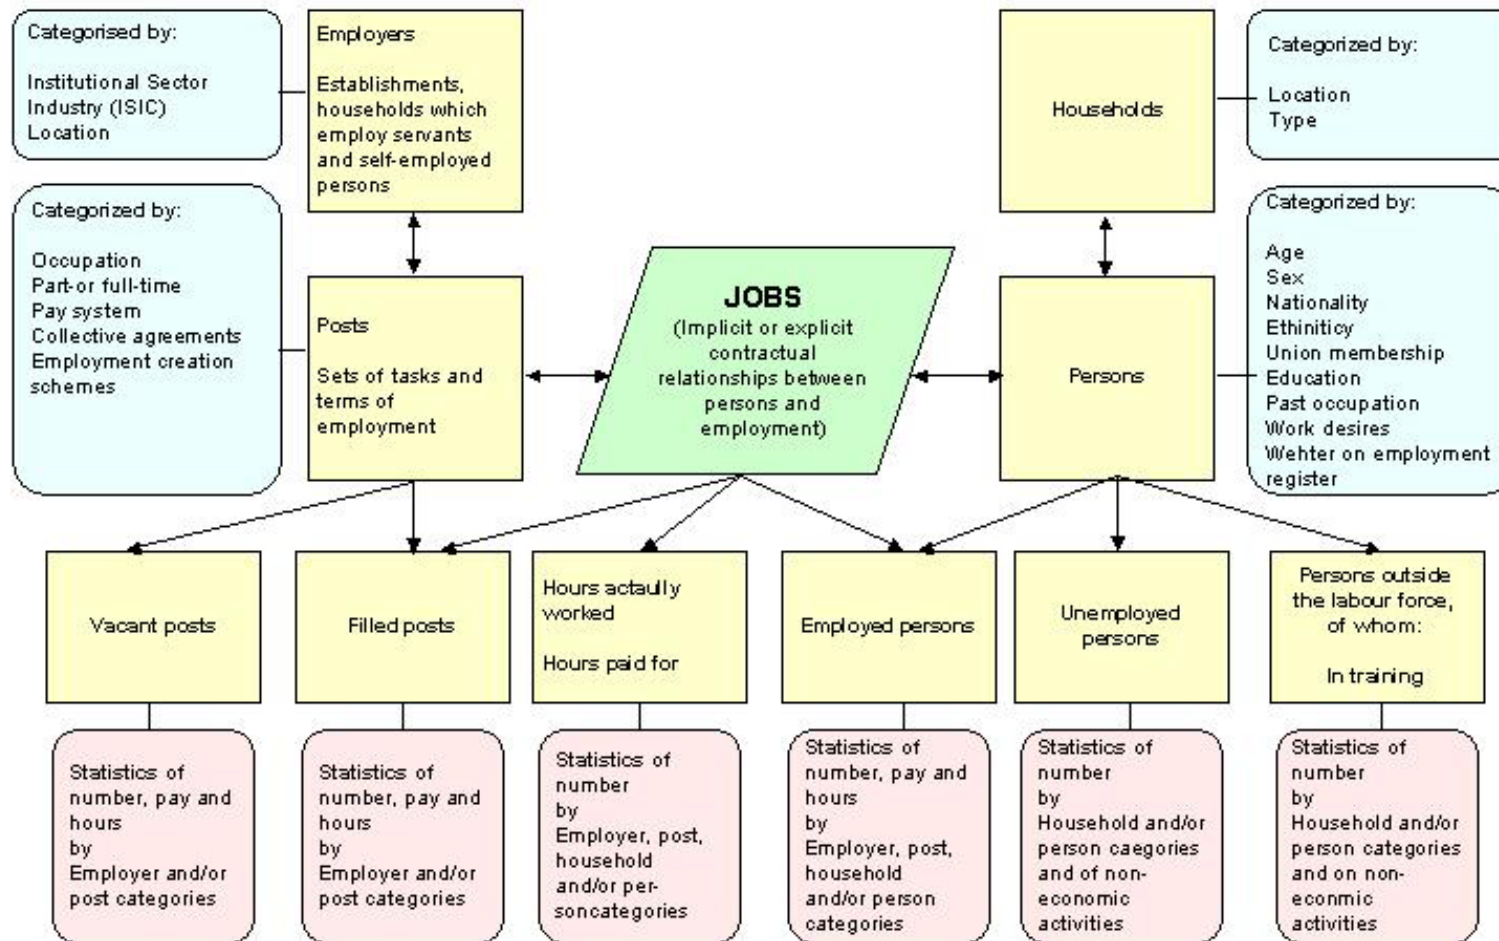 Categorised by:
Institutional Sector
Industry (ISIC)
Location
Employers
Establishments,
households which
employ servants
and self-employed
persons
Households
Categorized by:
Location
Type
Categorized by:
Occupation
Part-or full-time
Pay system
Collective agreements
Employment creation
schemes
Posts
Sets of tasks and
terms of
employment
JOBS
(Implicit or explicit
contractual
relationships between
persons and
employment)
Persons
Categorized by:
Age
Sex
Nationality
Ethiniticy
Union membership
Education
Past occupation
Work desires
Wehter on employment
register
Vacant posts
Filled posts
Hours actaully
worked
Hours paid for
Employed persons
Unemployed
persons
Persons outside
the labour force,
of whom:
In training
Statistics of
number, pay and
hours
by
Employer and/or
post categories
Statistics of
number, pay and
hours
by
Employer and/or
post categories
Statistics of
number
by
Employer, post,
household
and/or per-
soncategories
Statistics of
number, pay and
hours
by
Employer, post,
household
and/or person
categories
Statistics of
number
by
Household and/or
person caegories
and of non-
economic
activities
Statistics of
number
by
Household and/or
person categories
and on non-
econmic
activities